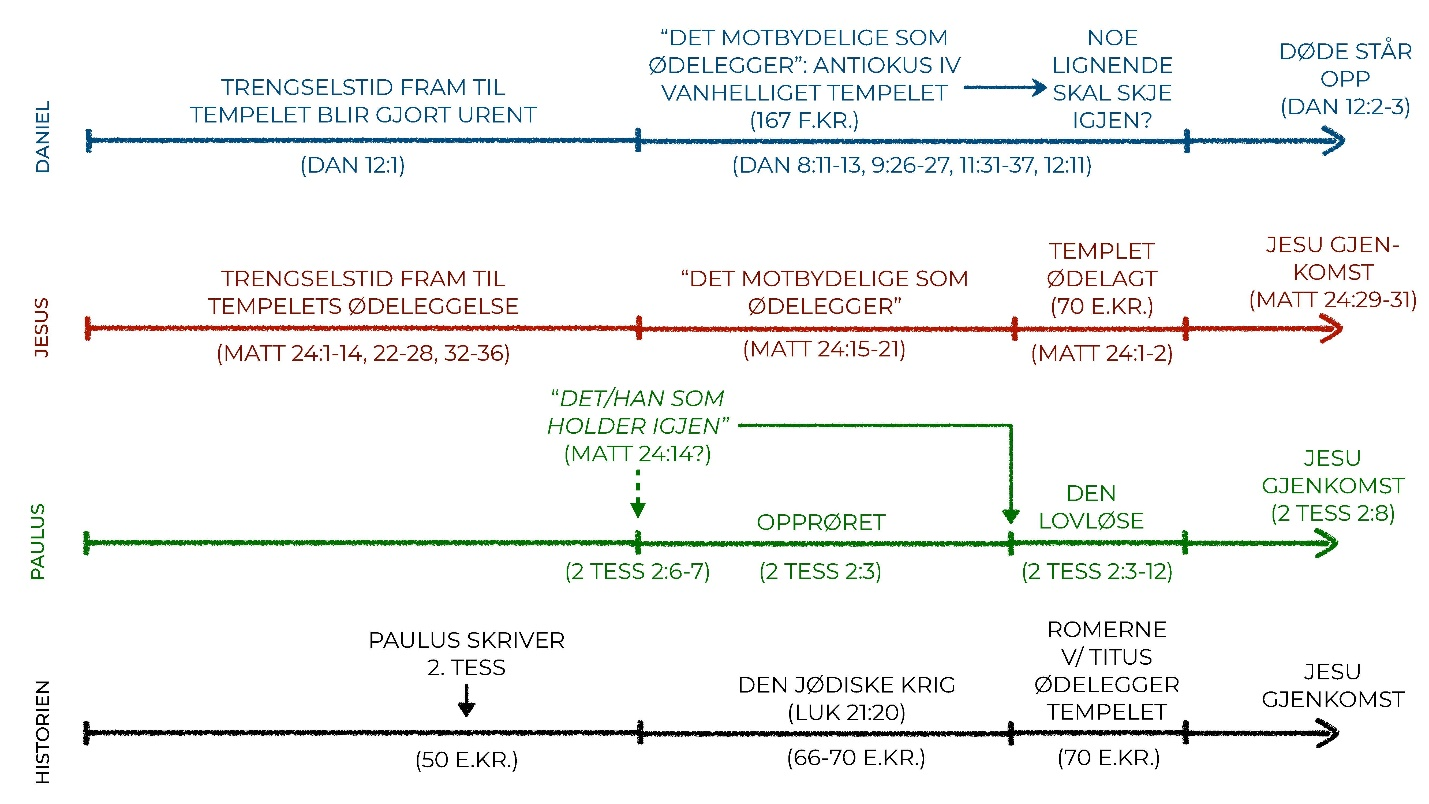 DANIEL
TRENGSELSTID FRAM TIL
TEMPELET BLIR GJORT URENT
(DAN 12:1)
“DET MOTBYDELIGE SOM
ØDELEGGER”: ANTIOKUS IV
VANHELLIGET TEMPELET
(167 F.KR.)
NOE
LIGNENDE
SKAL SKJE
IGJEN?
(DAN 8:11-13, 9:26-27, 11:31-37, 12:11)
DØDE STÅR
OPP
(DAN 12:2-3)
JESUS
TRENGSELSTID FRAM TIL
TEMPELETS ØDELEGGELSE
(MATT 24:1-14, 22-28, 32-36)
“DET MOTBYDELIGE SOM
ØDELEGGER”
(MATT 24:15-21)
TEMPLET
ØDELAGT
(70 E.KR.)
(MATT 24:1-2)
JESU GJEN-
KOMST
(MATT 24:29-31)
PAULUS
“DET/HAN SOM
HOLDER IGJEN”
(MATT 24:14?)
(2 TESS 2:6-7)
OPPRØRET
(2 TESS 2:3)
DEN
LOVLØSE
(2 TESS 2:3-12)
JESU
GJENKOMST
(2 TESS 2:8)
HISTORIEN
PAULUS SKRIVER
2. TESS
(50 E.KR.)
DEN JØDISKE KRIG
(LUK 21:20)
(66-70 E.KR.)
ROMERNE
V/ TITUS
ØDELEGGER
TEMPELET
(70 E.KR.)
JESU
GJENKOMST